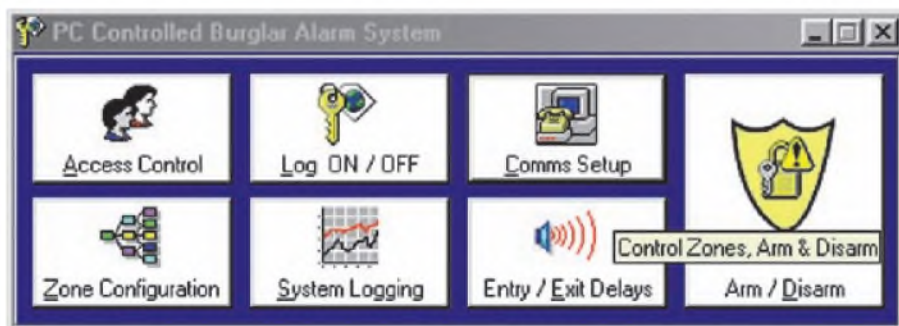 PC Controlled Burglar Alarm System
Access Control
Log ON / OFF
Comms Setup
Control Zones, Arm & Disarm
Zone Configuration
System Logging
Entry / Exit Delays
Arm / Disarm